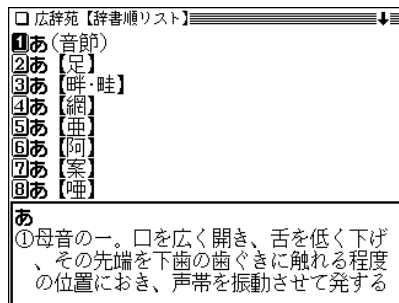 広辞苑【辞書順リスト】
1あ(音節)
2あ【足】
3あ【畔・畦】
4あ【網】
5あ【亜】
6あ【阿】
7あ【案】
8あ【唖】
あ
①母音の一。口を広く開き、舌を低く下げ
、その先端を下歯の歯ぐきに触れる程度
の位置におき、声帯を振動させて発する